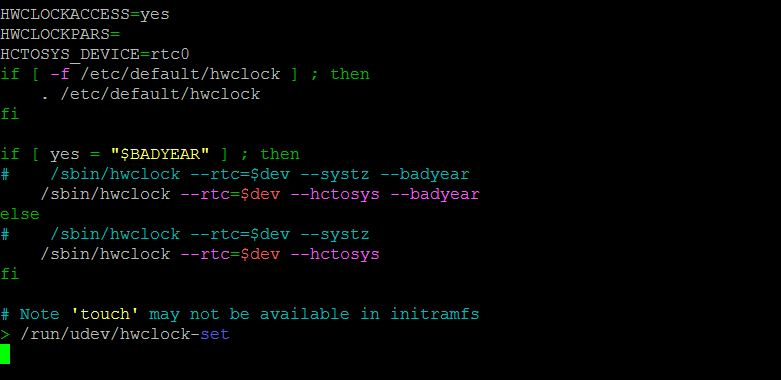 HWCLOCKACCESS=yes
HWCLOCKPARS=
HCTOSYS_DEVICE=rtc0
if [ -f /etc/default/hwclock ] ; then
    . /etc/default/hwclock
fi

if [ yes = "$BADYEAR" ] ; then
#    /sbin/hwclock --rtc=$dev --systz --badyear
    /sbin/hwclock --rtc=$dev --hctosys --badyear
else
#    /sbin/hwclock --rtc=$dev --systz
    /sbin/hwclock --rtc=$dev --hctosys
fi

# Note 'touch' may not be available in initramfs
> /run/udev/hwclock-set